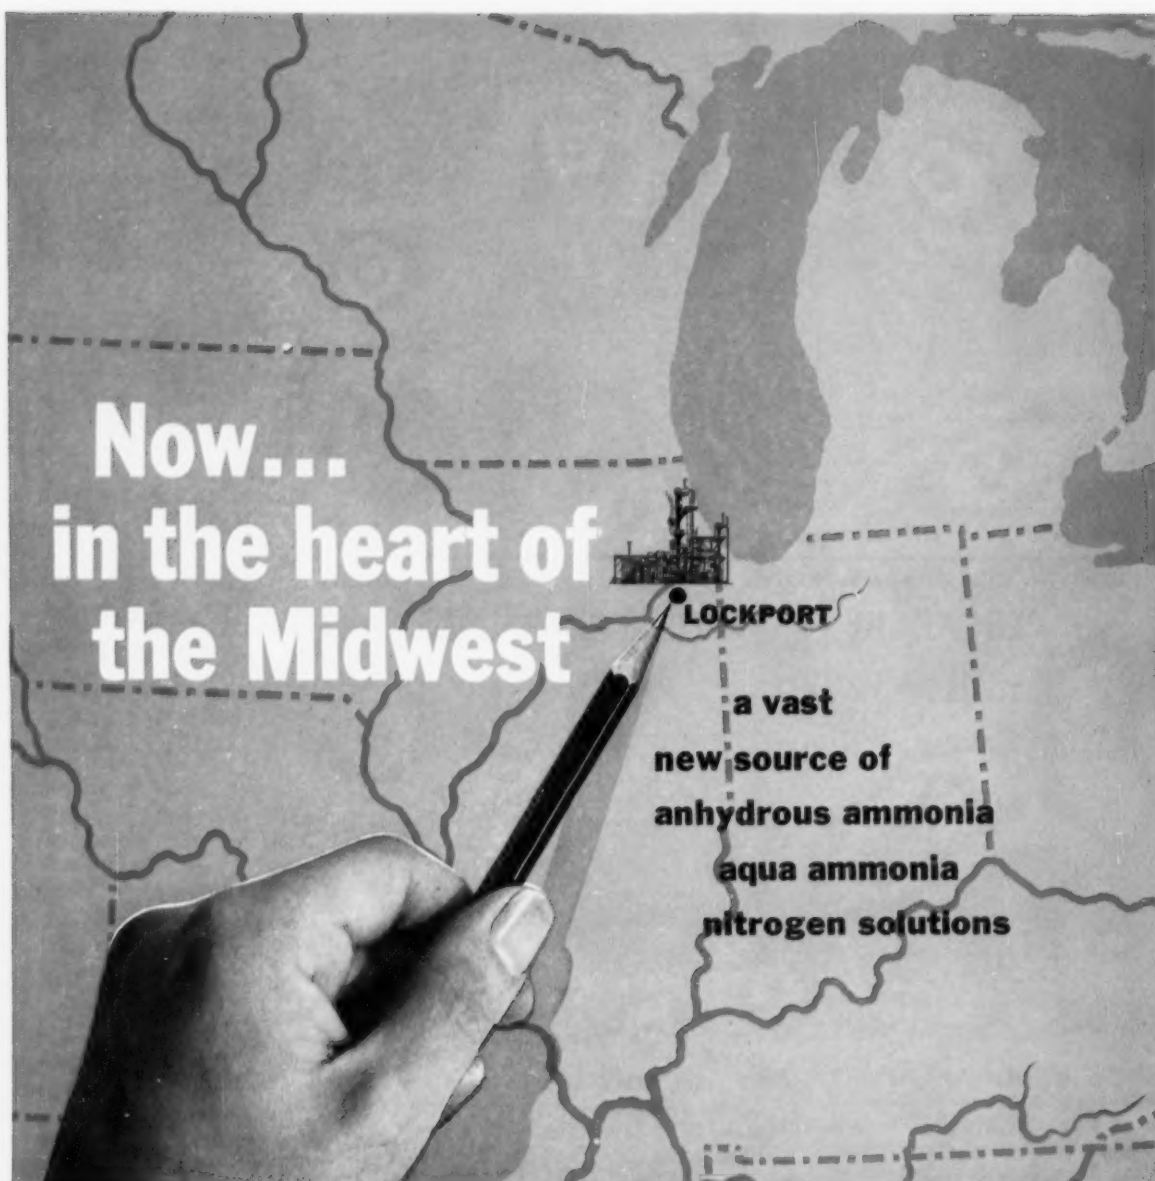 Now...
in the heart of
the Midwest
LOCKPORT
a vast
new source of
anhydrous ammonia
aqua ammonia
nitrogen solutions